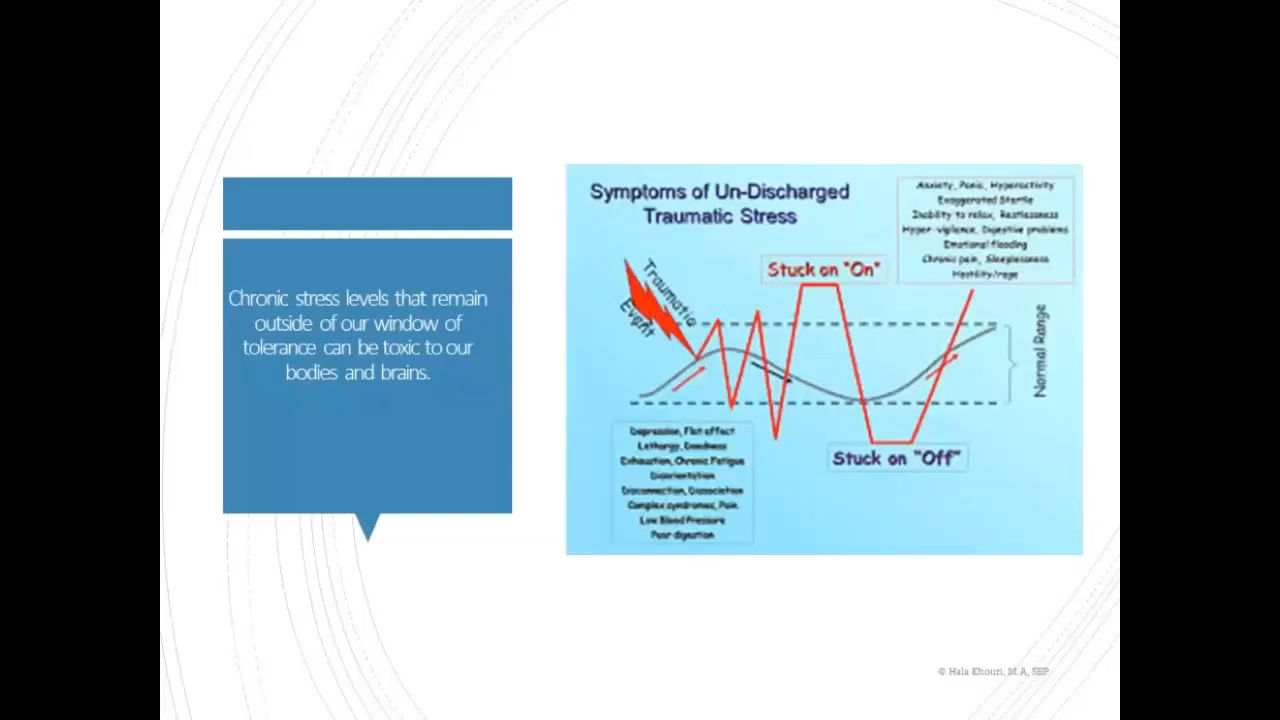 Chronic stress levels that remain
outside of our window of
tolerance can be toxic to our
bodies and brains.
Symptoms of Un-Discharged
Traumatic Stress
Anxiety, Panic, Hyperactivity
Exaggerated Startle
Inability to relax, Restlessness
Hyper-vigilance, Digestive problems
Emotional flooding
Chronic pain, Sleeplessness
Hostility/rage
Stuck on "On"
Traumatic
Event
Normal Range
Stuck on "Off"
Depression, Flat affect
Lethargy, Deadness
Exhaustion, Chronic Fatigue
Disorientation
Disconnection, Dissociation
Complex syndromes, Pain
Low Blood Pressure
Poor digestion
© Hala Khouri, M.A, SEP